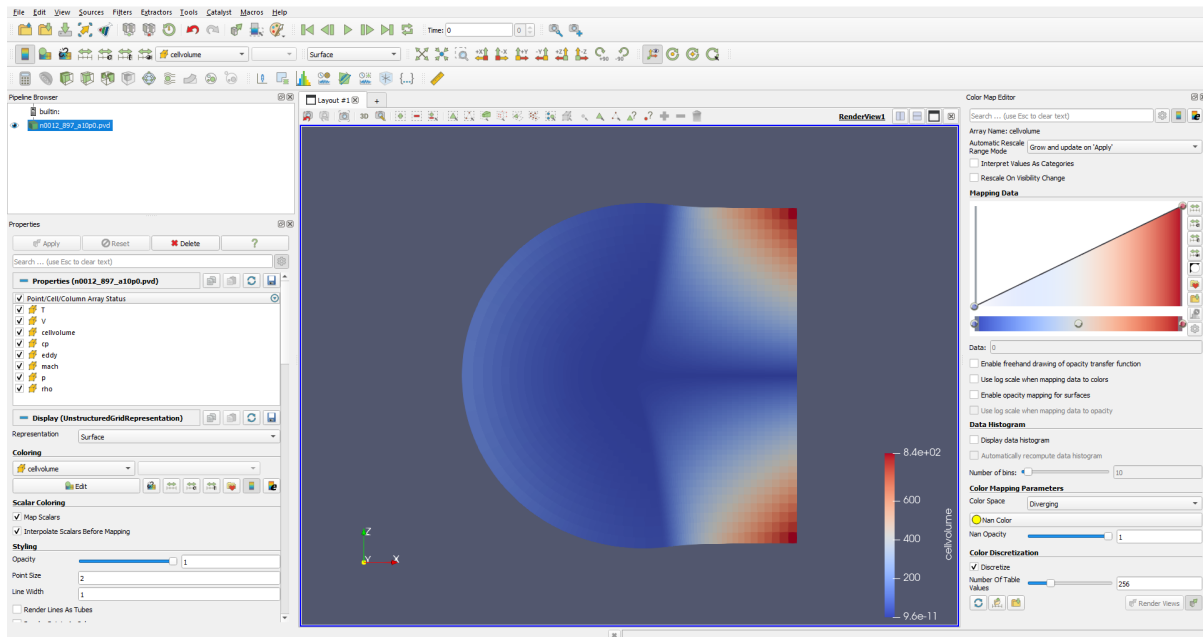 File Edit View Sources Filters Extractors Tools Catalyst Macros Help
Time: 0 0
cellvolume Surface +X -X +Y -Y +Z -Z +90 -90
Pipeline Browser
builtin:
n0012_897_a10p0.pvd
Properties
Apply Reset Delete ?
Search ... (use Esc to clear text)
Properties (n0012_897_a10p0.pvd)
Point/Cell/Column Array Status
T
V
cellvolume
cp
eddy
mach
p
rho
Display (UnstructuredGridRepresentation)
Representation Surface
Coloring
cellvolume
Edit
Scalar Coloring
Map Scalars
Interpolate Scalars Before Mapping
Styling
Opacity 1
Point Size 2
Line Width 1
Render Lines As Tubes
Layout #1 +
3D RenderView1
8.4e+02
600
400
200
9.6e-11
cellvolume
Z
Y X
Color Map Editor
Search ... (use Esc to clear text)
Array Name: cellvolume
Automatic Rescale Range Mode Grow and update on 'Apply'
Interpret Values As Categories
Rescale On Visibility Change
Mapping Data
Data: 0
Enable freehand drawing of opacity transfer function
Use log scale when mapping data to colors
Enable opacity mapping for surfaces
Use log scale when mapping data to opacity
Data Histogram
Display data histogram
Automatically recompute data histogram
Number of bins: 10
Color Mapping Parameters
Color Space Diverging
Nan Color
Nan Opacity 1
Color Discretization
Discretize
Number Of Table Values 256
Render Views